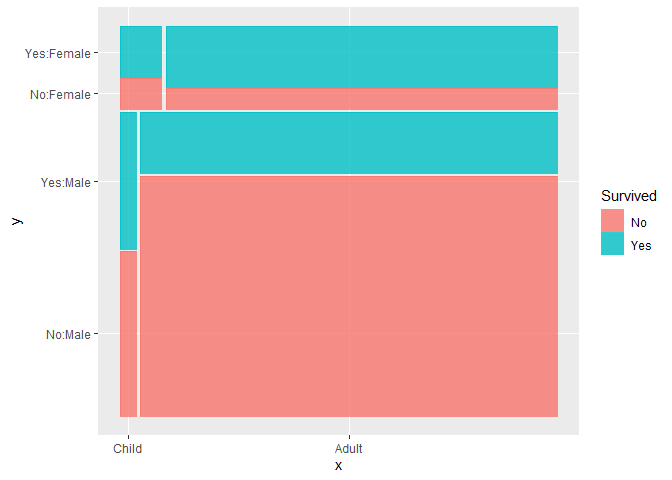 Yes:Female
No:Female
Yes:Male
No:Male
y
Child
Adult
x
Survived
No
Yes